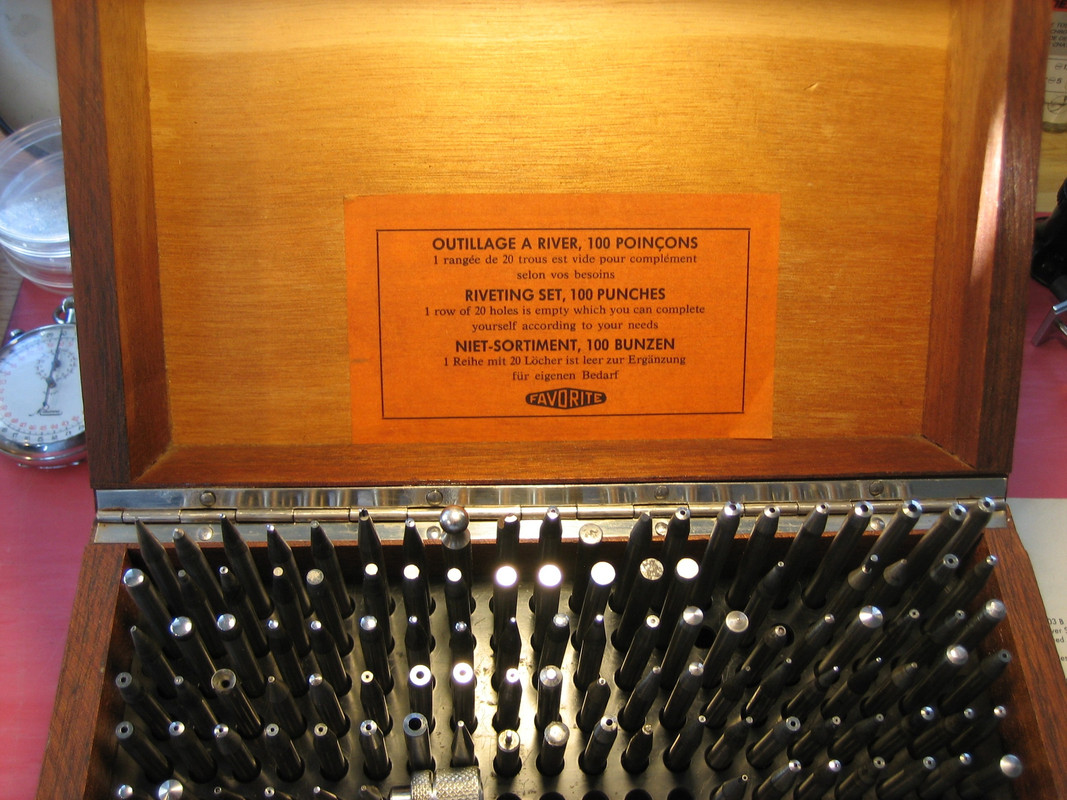 OUTILLAGE A RIVER, 100 POINÇONS
1 rangée de 20 trous est vide pour complément
selon vos besoins
RIVETING SET, 100 PUNCHES
1 row of 20 holes is empty which you can complete
yourself according to your needs
NIET-SORTIMENT, 100 BUNZEN
1 Reihe mit 20 Löcher ist leer zur Ergänzung
für eigenen Bedarf
FAVORITE